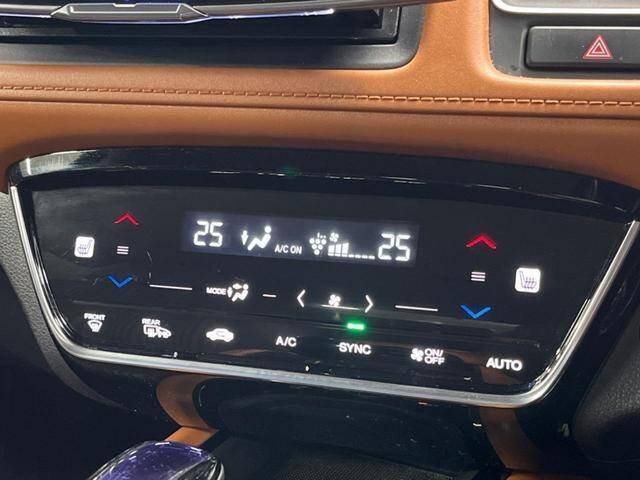 25 A/C ON 25
MODE
FRONT REAR A/C SYNC ON/OFF AUTO